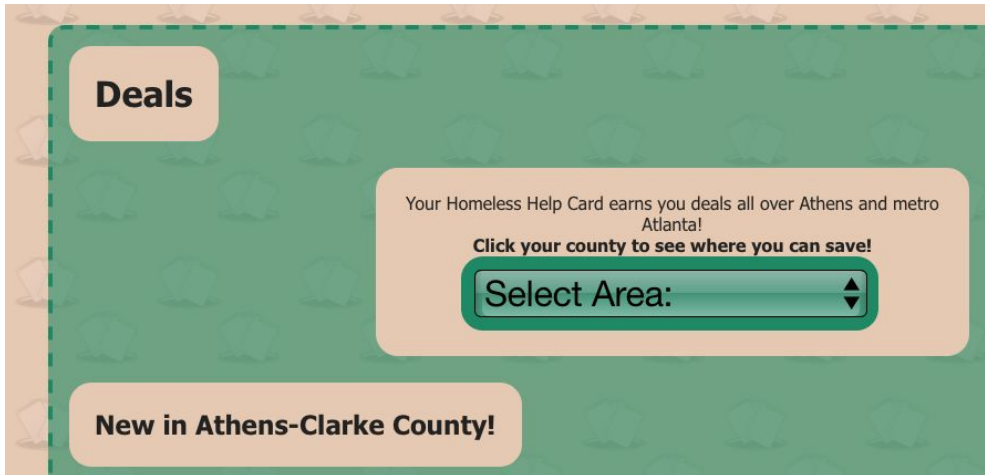 Deals
Your Homeless Help Card earns you deals all over Athens and metro
Atlanta!
Click your county to see where you can save!
Select Area:
New in Athens-Clarke County!